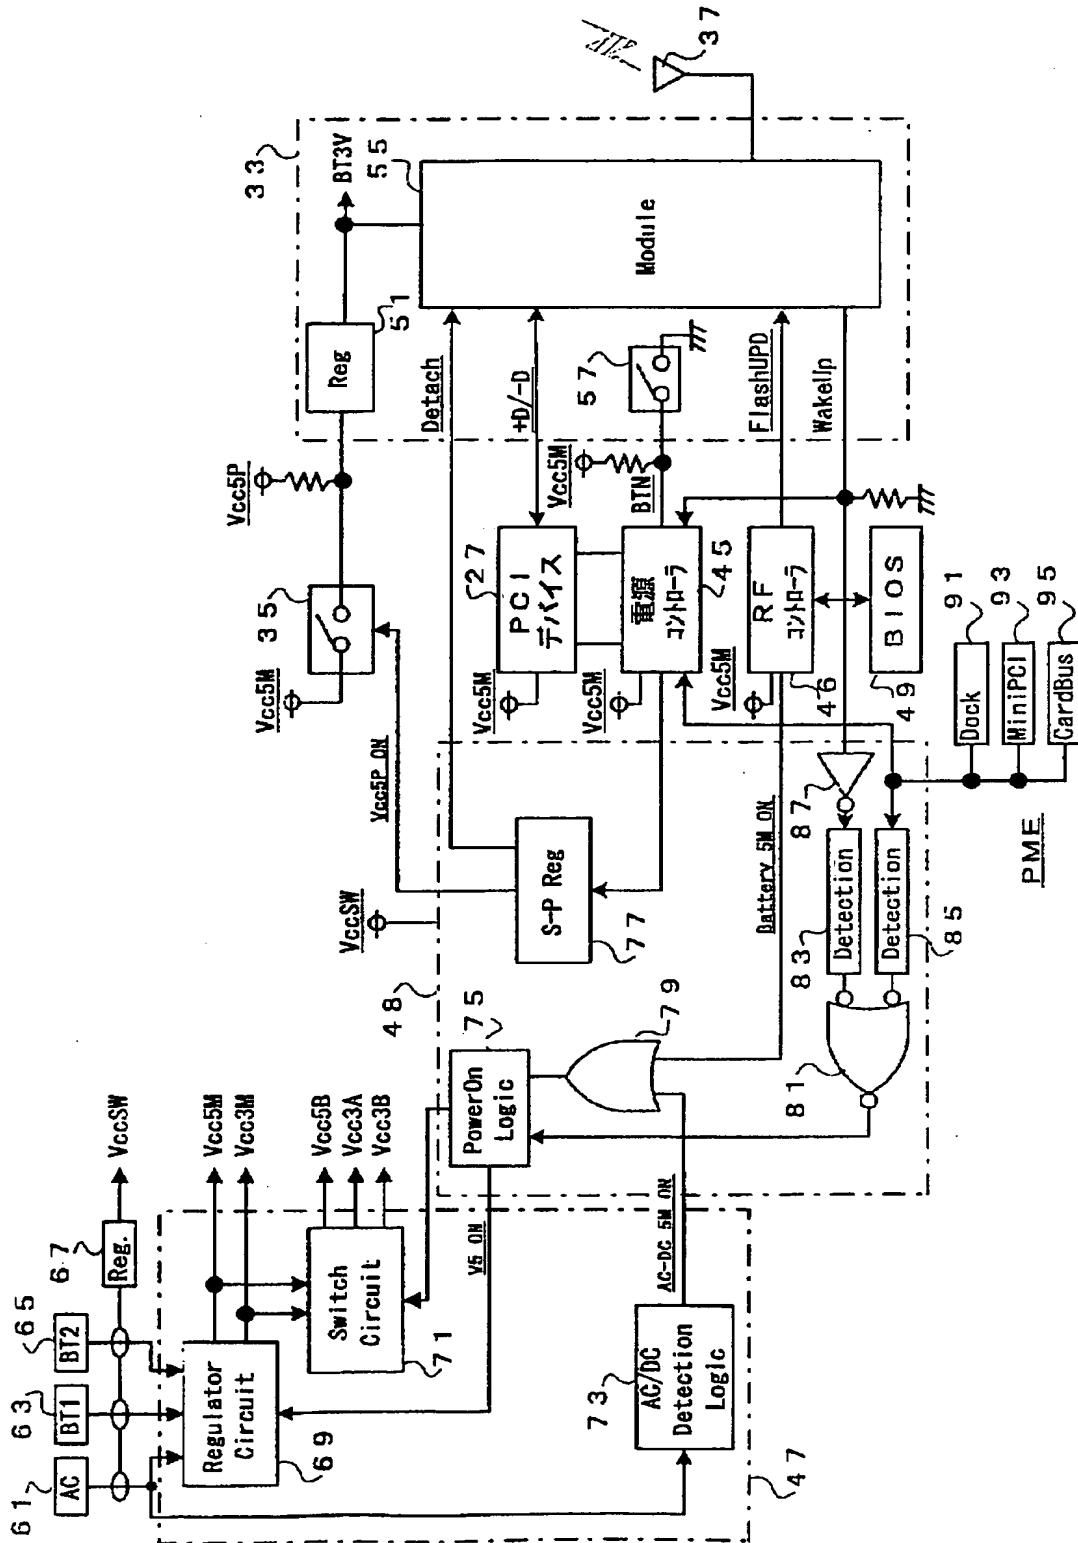 61
AC
63
BT1
65
BT2
67
Reg.
VccSW
Regulator
Circuit
69
Vcc5M
Vcc3M
Switch
Circuit
71
Vcc5B
Vcc3A
Vcc3B
73
AC/DC
Detection
Logic
47
V5 ON
AC-DC 5M ON
48
VccSW
PowerOn
Logic
75
S-P Reg
77
79
81
Battery 5M ON
83
Detection
Detection
85
87
Vcc5P ON
Vcc5M
35
Vcc5P
33
Reg
51
BT3V
55
Module
37
Detach
+D/-D
57
FlashUPD
WakeUp
Vcc5M
27
PCI
デバイス
Vcc5M
BTN
Vcc5M
電源
コントローラ
45
Vcc5M
RF
コントローラ
46
BIOS
49
Dock
91
MiniPCI
93
CardBus
95
PME